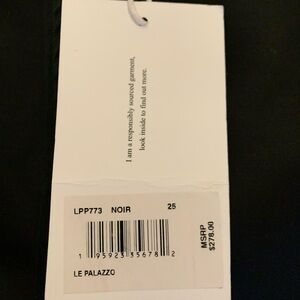 I am a responsibly sourced garment,
look inside to find out more.
LPP773 NOIR 25
1 95923 35678 2
MSRP
$278.00
LE PALAZZO